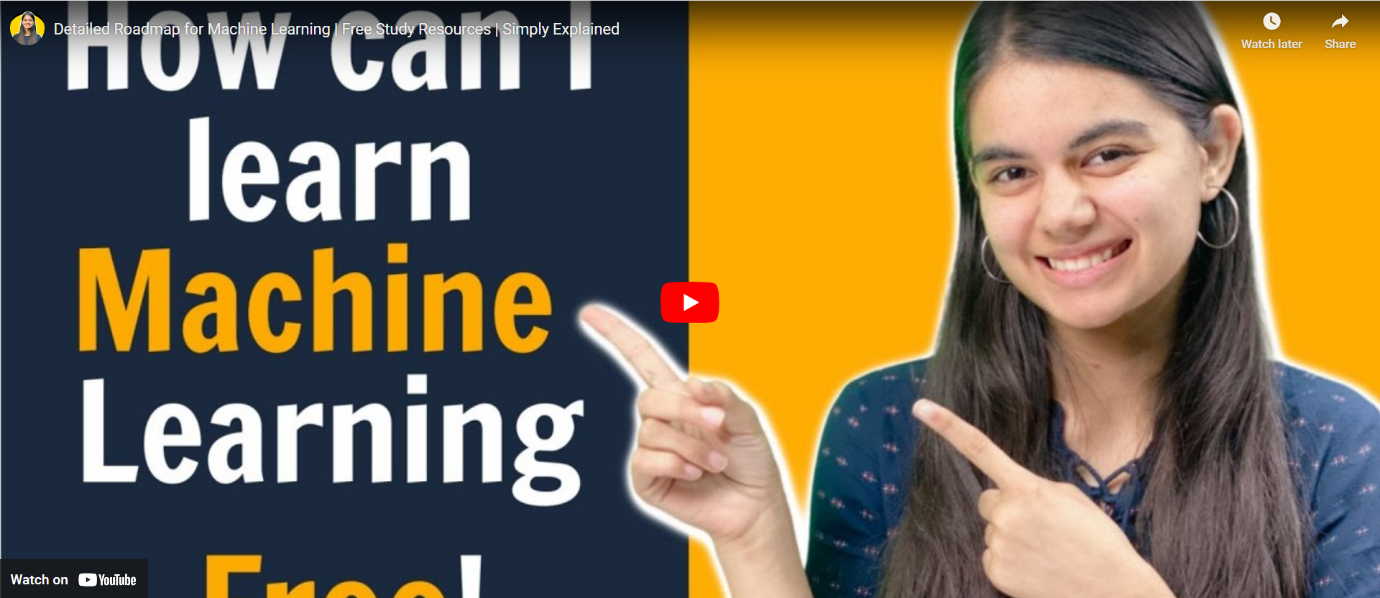 Detailed Roadmap for Machine Learning | Free Study Resources | Simply Explained
Watch later
Share
How can I
learn
Machine
Learning
Free!
Watch on YouTube